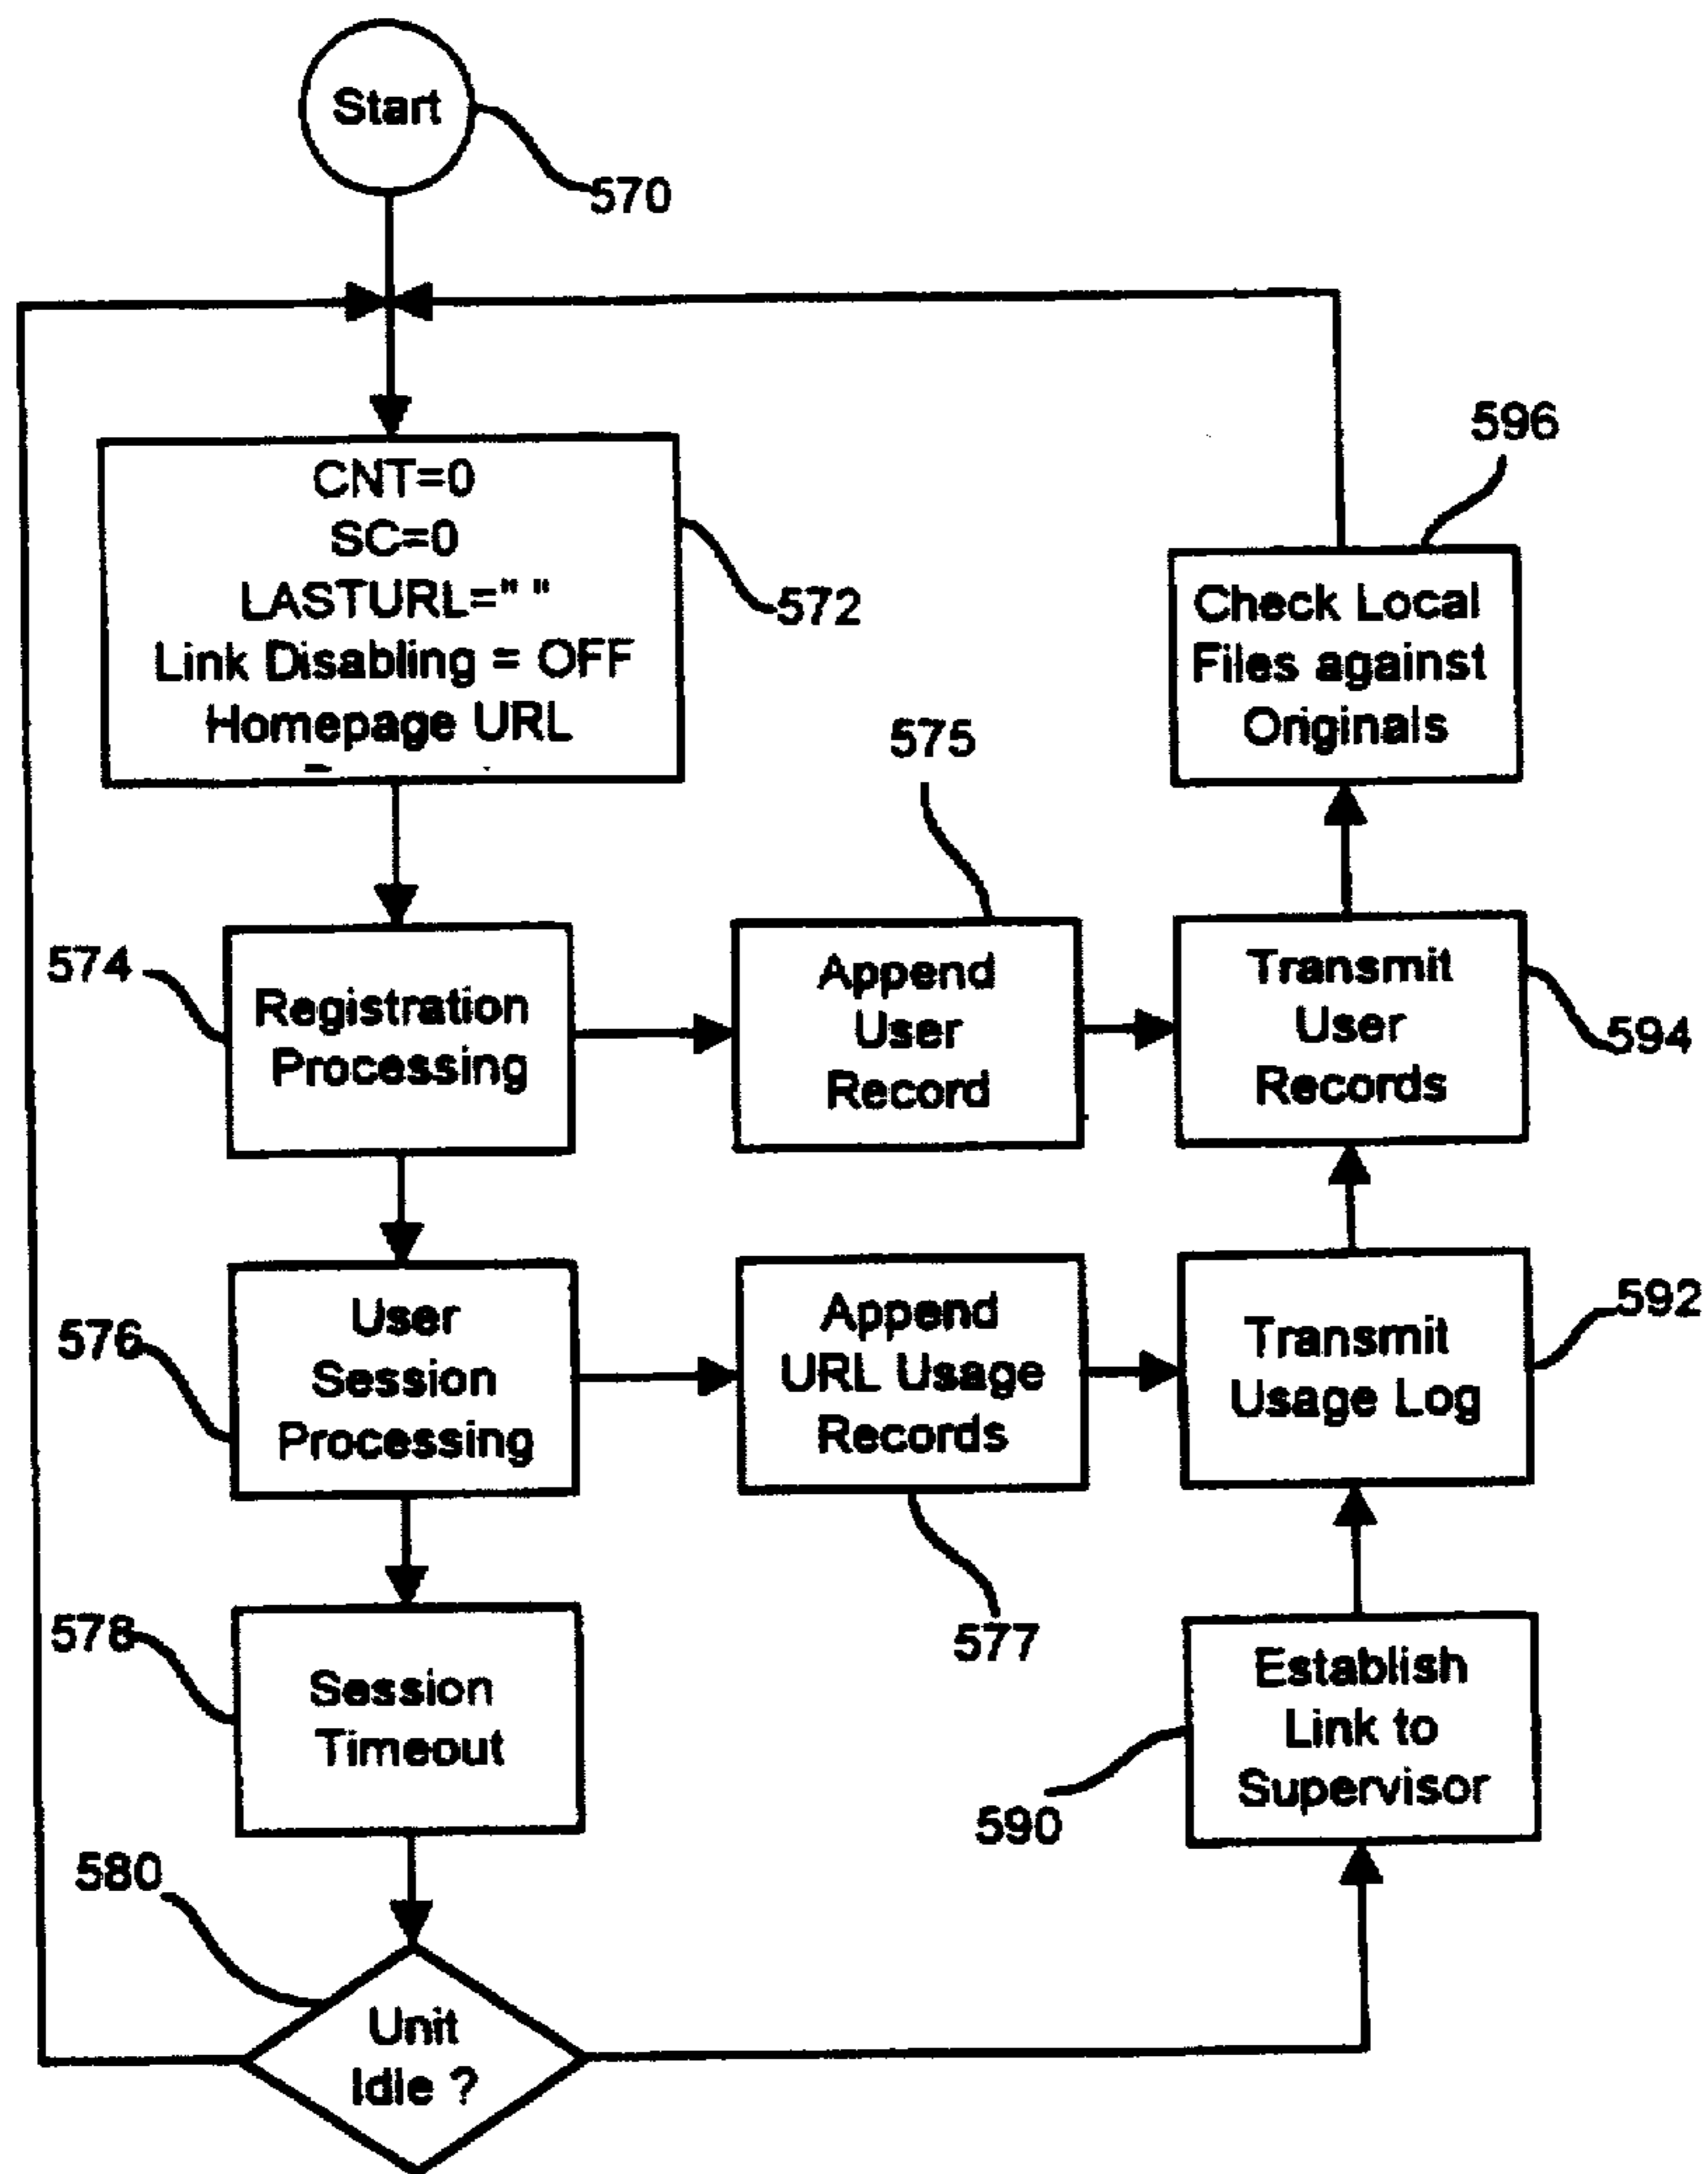 Start
570
CNT=0
SC=0
LASTURL=" "
Link Disabling = OFF
Homepage URL
572
596
Check Local
Files against
Originals
575
574
Registration
Processing
Append
User
Record
Transmit
User
Records
594
576
User
Session
Processing
Append
URL Usage
Records
577
Transmit
Usage Log
592
578
Session
Timeout
Establish
Link to
Supervisor
590
580
Unit
Idle ?